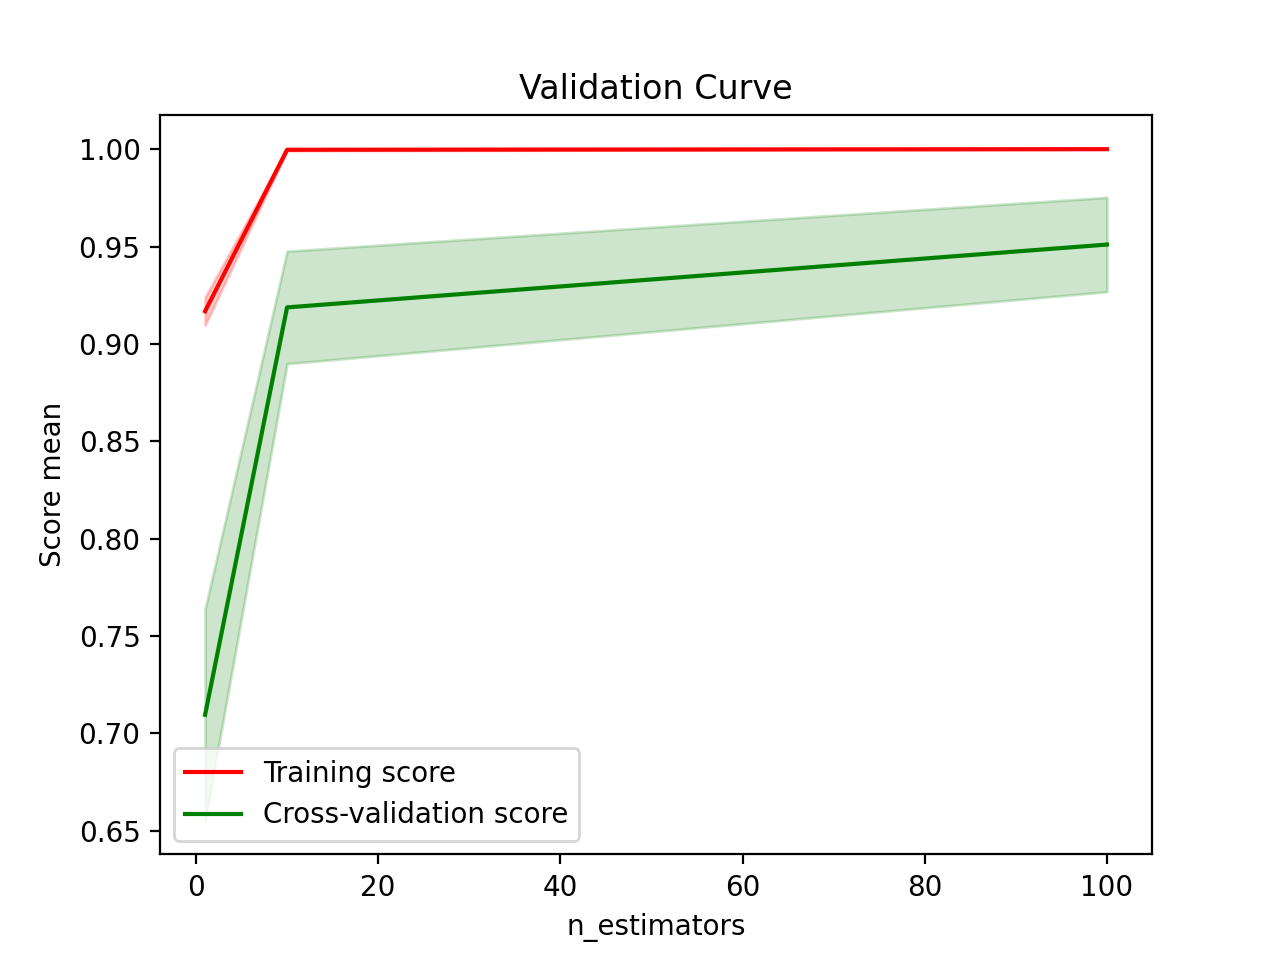 Validation Curve
1.00
0.95
0.90
0.85
0.80
0.75
0.70
0.65
Score mean
Training score
Cross-validation score
0 20 40 60 80 100
n_estimators